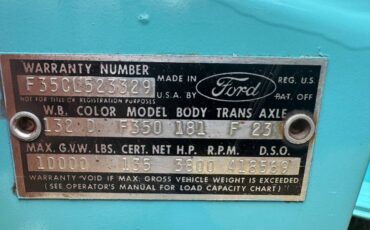 WARRANTY NUMBER
F35CL523329
MADE IN
U.S.A. BY
Ford
REG. U.S.
PAT. OFF.
NOT FOR TITLE OR REGISTRATION PURPOSES
W.B. COLOR MODEL BODY TRANS AXLE
132 D F350 181 F 23
MAX. G.V.W. LBS. CERT. NET H.P. R.P.M. D.S.O.
10000 155 3800 418569
WARRANTY VOID IF MAX. GROSS VEHICLE WEIGHT IS EXCEEDED
(SEE OPERATOR'S MANUAL FOR LOAD CAPACITY CHART)